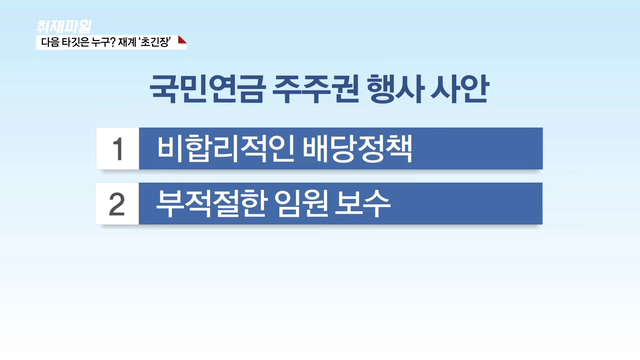 취재파일
다음 타깃은 누구? 재계 '초긴장'
국민연금 주주권 행사 사안
1 비합리적인 배당정책
2 부적절한 임원 보수